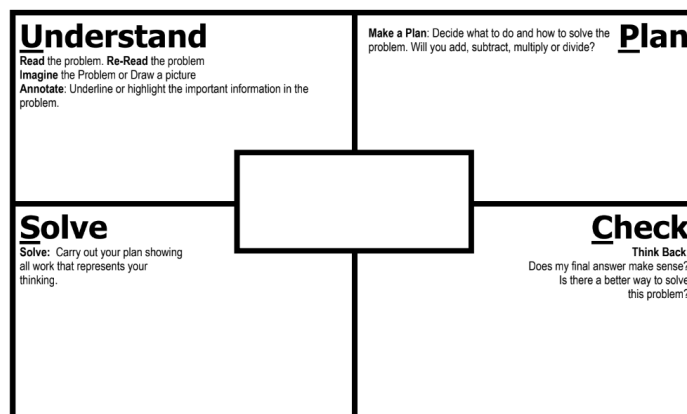 Understand
Read the problem. Re-Read the problem
Imagine the Problem or Draw a picture
Annotate: Underline or highlight the important information in the
problem.
Make a Plan: Decide what to do and how to solve the
problem. Will you add, subtract, multiply or divide?
Plan
Solve
Solve: Carry out your plan showing
all work that represents your
thinking.
Check
Think Back
Does my final answer make sense?
Is there a better way to solve
this problem?